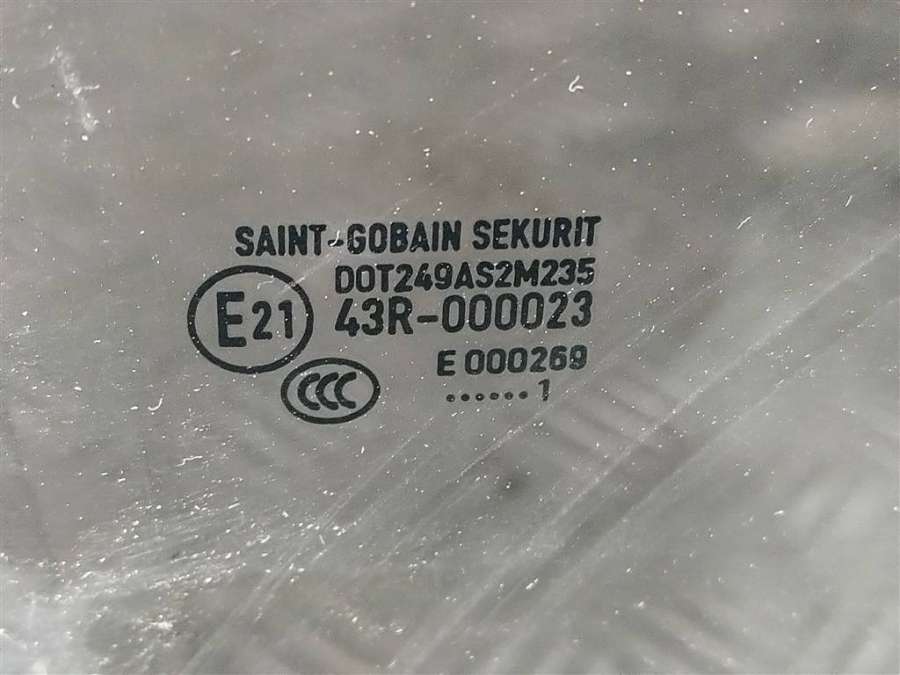 SAINT-GOBAIN SEKURIT
DOT249AS2M235
E21 43R-000023
E 000269
CCC
......1